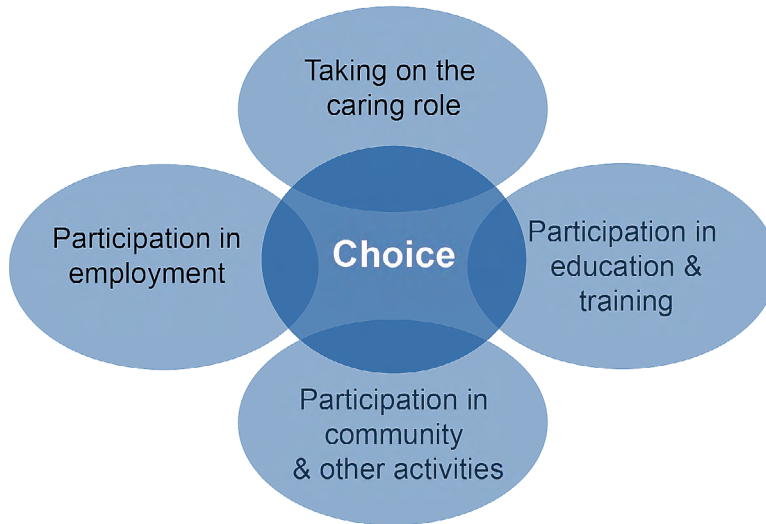 Taking on the
caring role
Participation in
employment
Choice
Participation in
education &
training
Participation in
community
& other activities